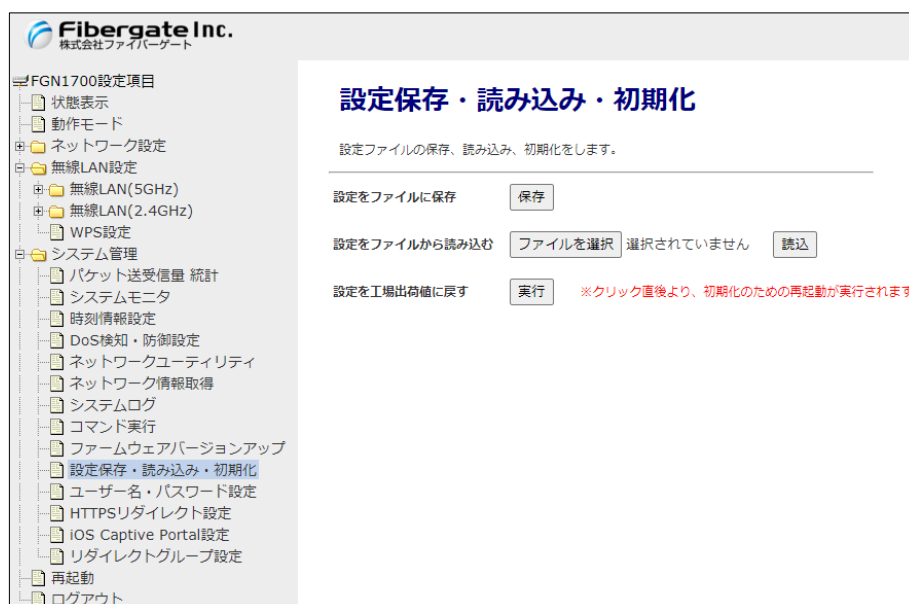 Fibergate Inc.
株式会社ファイバーゲート
FGN1700設定項目
状態表示
動作モード
ネットワーク設定
無線LAN設定
無線LAN(5GHz)
無線LAN(2.4GHz)
WPS設定
システム管理
パケット送受信量 統計
システムモニタ
時刻情報設定
DoS検知・防御設定
ネットワークユーティリティ
ネットワーク情報取得
システムログ
コマンド実行
ファームウェアバージョンアップ
設定保存・読み込み・初期化
ユーザー名・パスワード設定
HTTPSリダイレクト設定
iOS Captive Portal設定
リダイレクトグループ設定
再起動
ログアウト
設定保存・読み込み・初期化
設定ファイルの保存、読み込み、初期化をします。
設定をファイルに保存 保存
設定をファイルから読み込む ファイルを選択 選択されていません 読込
設定を工場出荷値に戻す 実行 ※クリック直後より、初期化のための再起動が実行されます